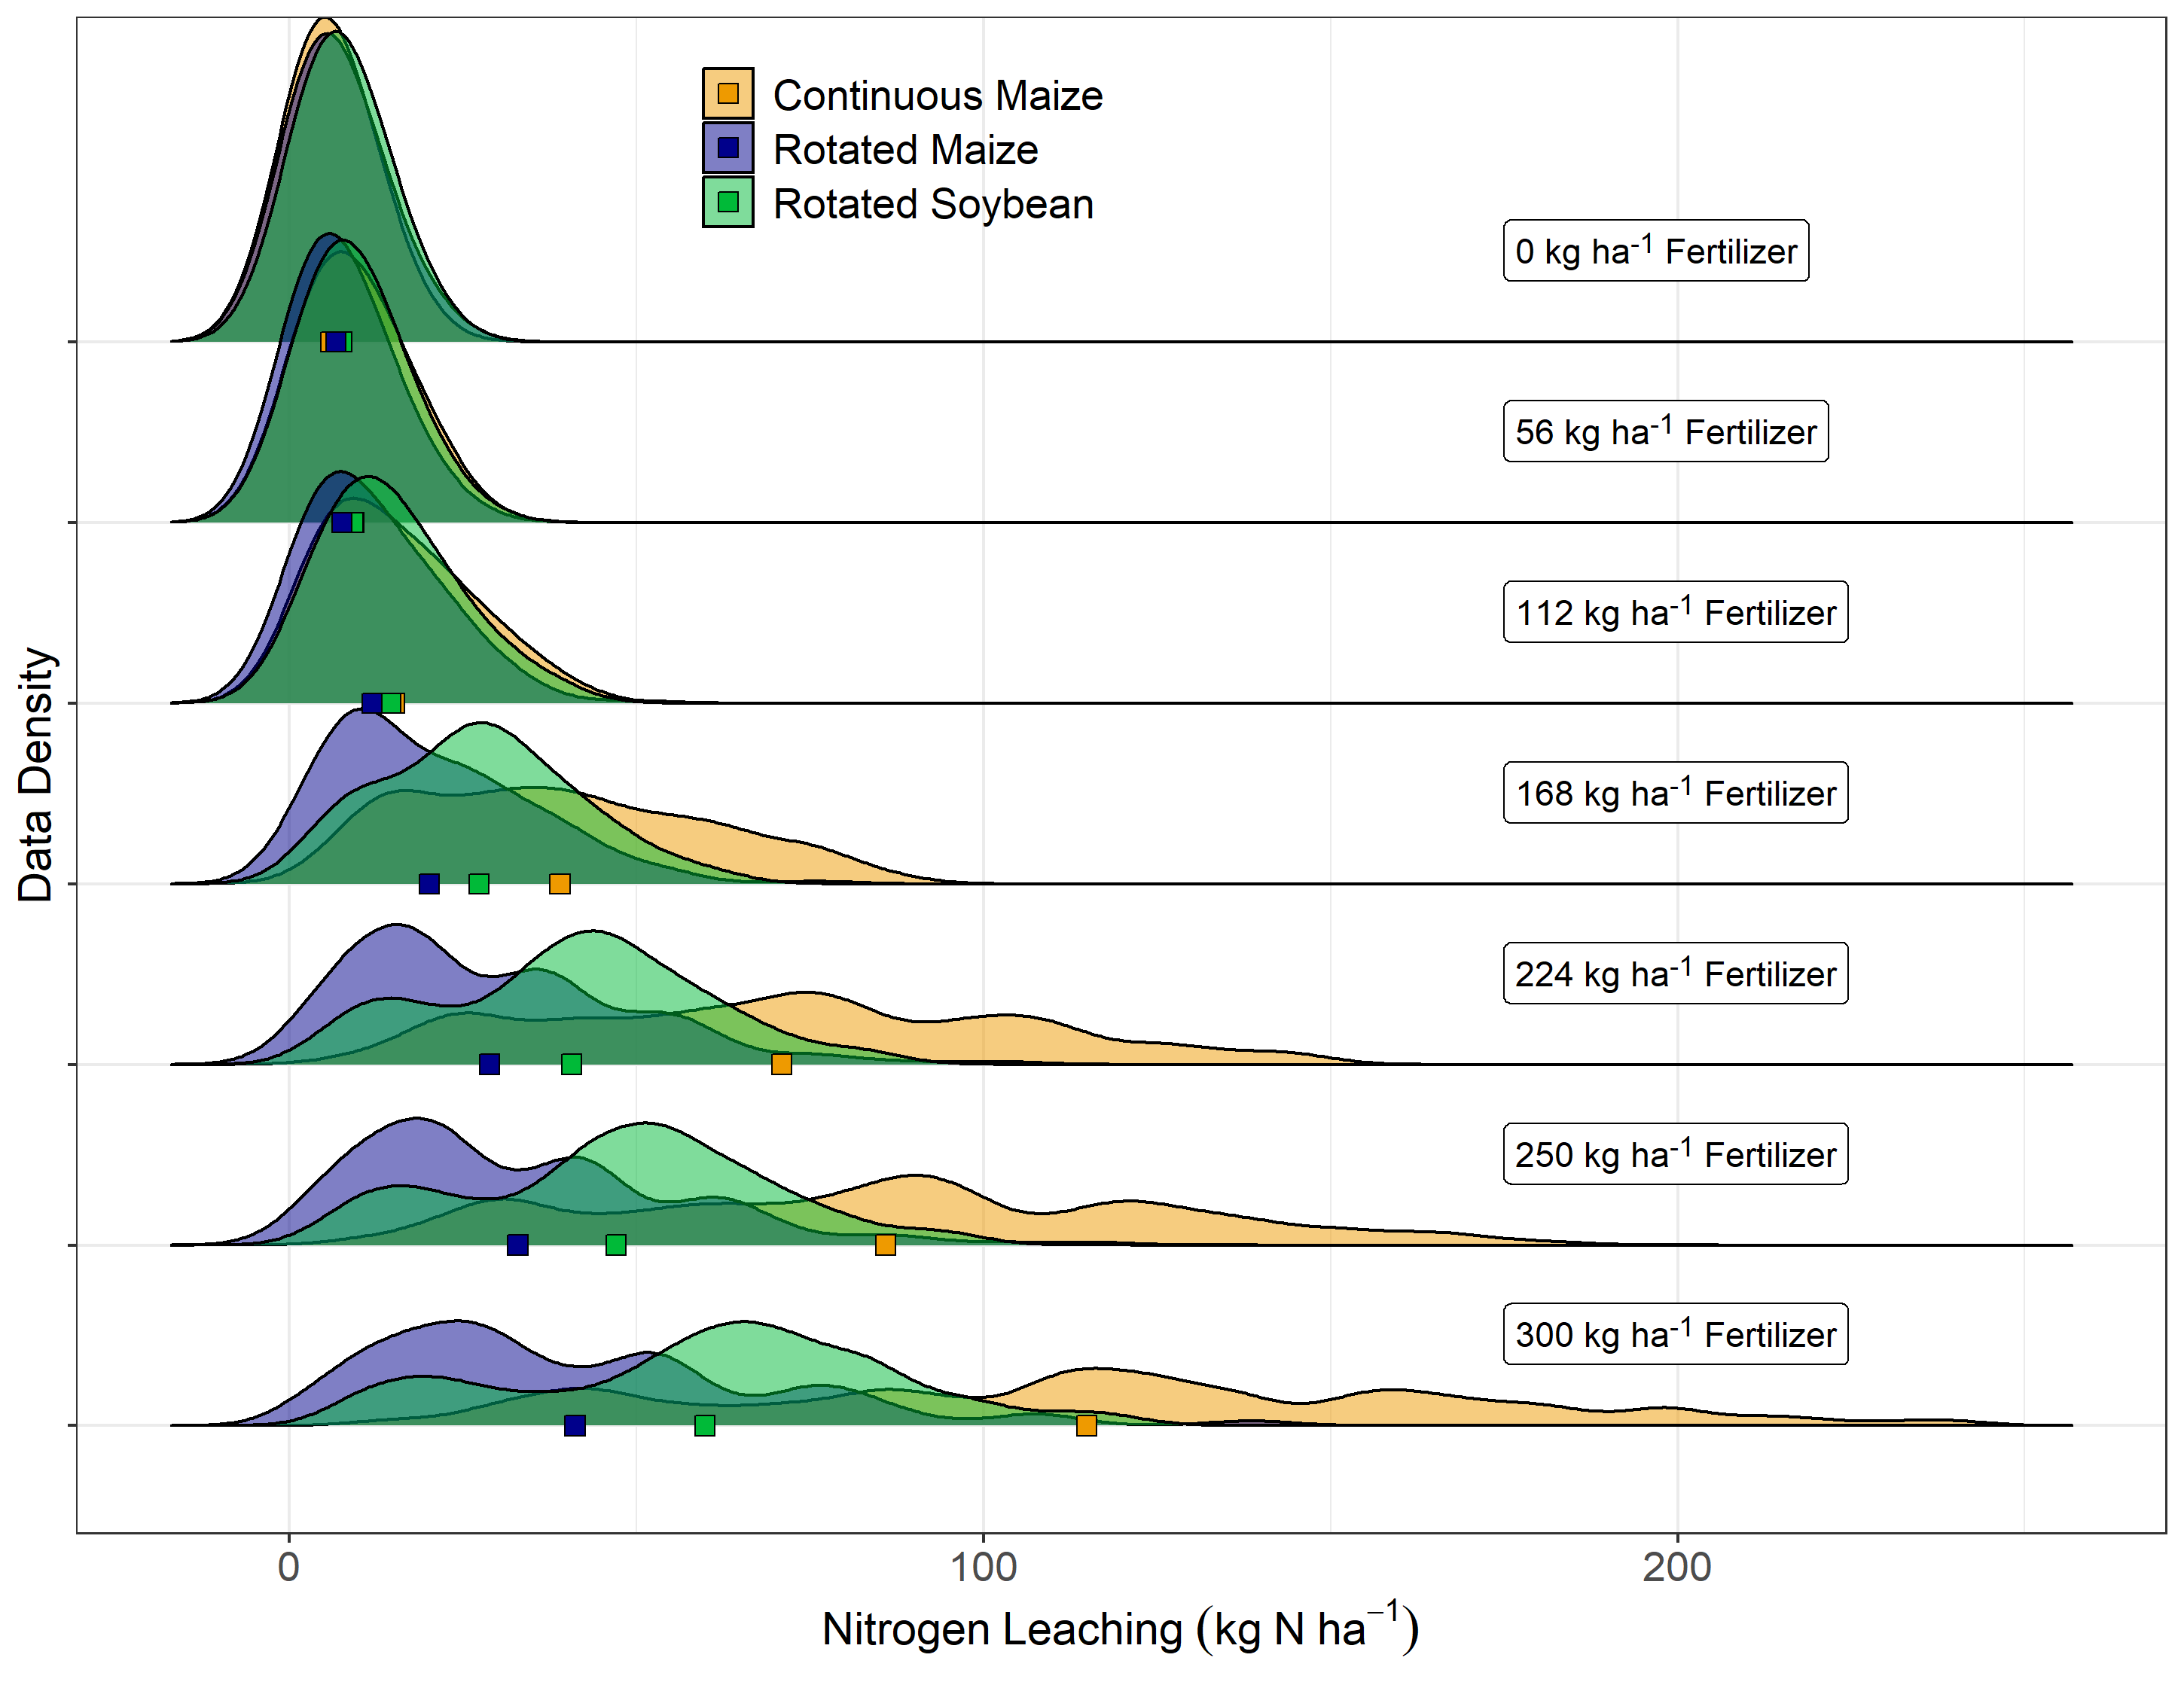 Continuous Maize
Rotated Maize
Rotated Soybean
0 kg ha⁻¹ Fertilizer
56 kg ha⁻¹ Fertilizer
112 kg ha⁻¹ Fertilizer
168 kg ha⁻¹ Fertilizer
224 kg ha⁻¹ Fertilizer
250 kg ha⁻¹ Fertilizer
300 kg ha⁻¹ Fertilizer
Data Density
0 100 200
Nitrogen Leaching (kg N ha⁻¹)